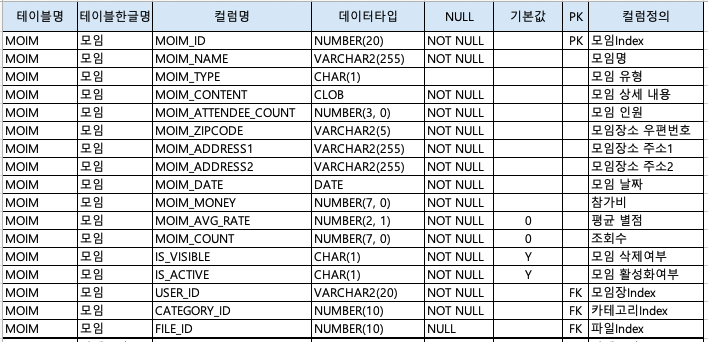 테이블명 테이블한글명 컬럼명 데이터타입 NULL 기본값 PK 컬럼정의
MOIM 모임 MOIM_ID NUMBER(20) NOT NULL PK 모임Index
MOIM 모임 MOIM_NAME VARCHAR2(255) NOT NULL 모임명
MOIM 모임 MOIM_TYPE CHAR(1) 모임 유형
MOIM 모임 MOIM_CONTENT CLOB NOT NULL 모임 상세 내용
MOIM 모임 MOIM_ATTENDEE_COUNT NUMBER(3, 0) NOT NULL 모임 인원
MOIM 모임 MOIM_ZIPCODE VARCHAR2(5) NOT NULL 모임장소 우편번호
MOIM 모임 MOIM_ADDRESS1 VARCHAR2(255) NOT NULL 모임장소 주소1
MOIM 모임 MOIM_ADDRESS2 VARCHAR2(255) NOT NULL 모임장소 주소2
MOIM 모임 MOIM_DATE DATE NOT NULL 모임 날짜
MOIM 모임 MOIM_MONEY NUMBER(7, 0) NOT NULL 참가비
MOIM 모임 MOIM_AVG_RATE NUMBER(2, 1) NOT NULL 0 평균 별점
MOIM 모임 MOIM_COUNT NUMBER(7, 0) NOT NULL 0 조회수
MOIM 모임 IS_VISIBLE CHAR(1) NOT NULL Y 모임 삭제여부
MOIM 모임 IS_ACTIVE CHAR(1) NOT NULL Y 모임 활성화여부
MOIM 모임 USER_ID VARCHAR2(20) NOT NULL FK 모임장Index
MOIM 모임 CATEGORY_ID NUMBER(10) NOT NULL FK 카테고리Index
MOIM 모임 FILE_ID NUMBER(10) NULL FK 파일Index